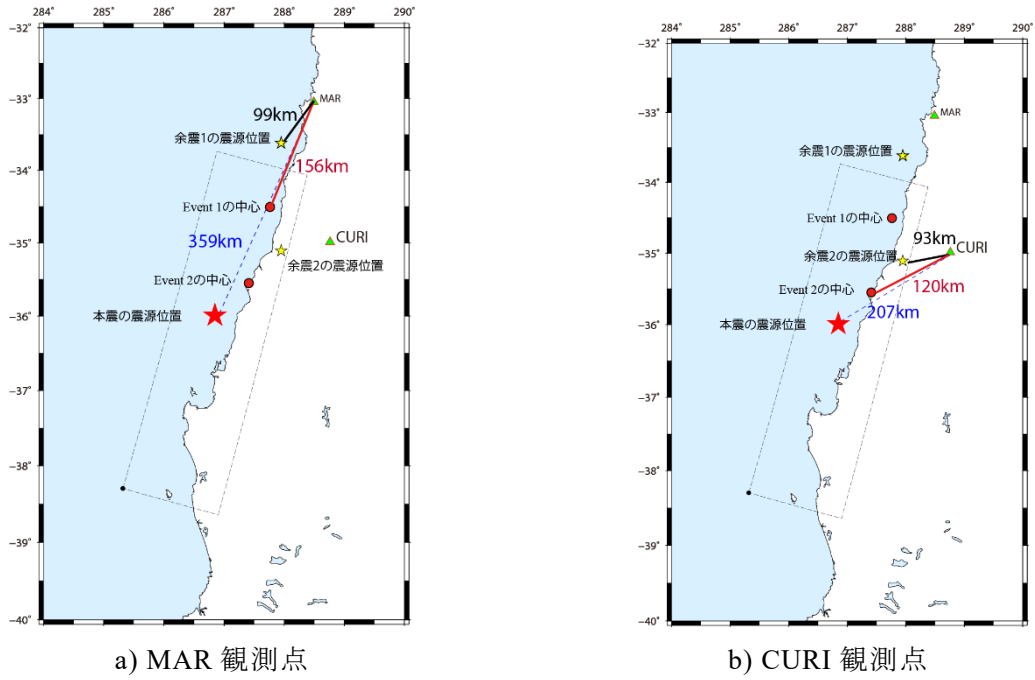 284° 285° 286° 287° 288° 289° 290°
−32°
−33°
−34°
−35°
−36°
−37°
−38°
−39°
−40°
MAR
99km
余震1の震源位置
156km
Event 1の中心
CURI
359km
余震2の震源位置
Event 2の中心
本震の震源位置
a) MAR 観測点
284° 285° 286° 287° 288° 289° 290°
−32°
−33°
−34°
−35°
−36°
−37°
−38°
−39°
−40°
MAR
余震1の震源位置
Event 1の中心
93km
CURI
余震2の震源位置
120km
Event 2の中心
207km
本震の震源位置
b) CURI 観測点